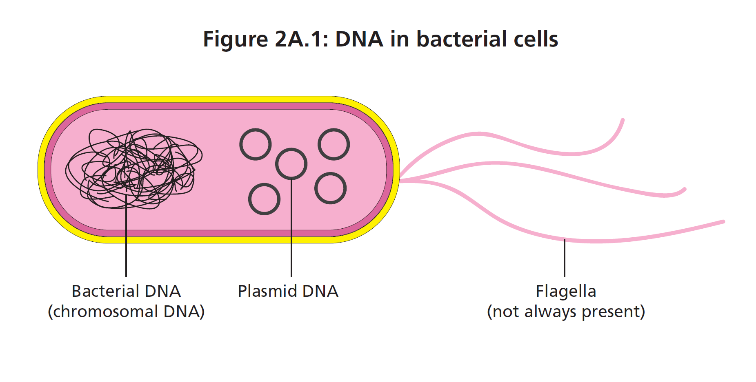 Figure 2A.1: DNA in bacterial cells
Bacterial DNA
(chromosomal DNA)
Plasmid DNA
Flagella
(not always present)